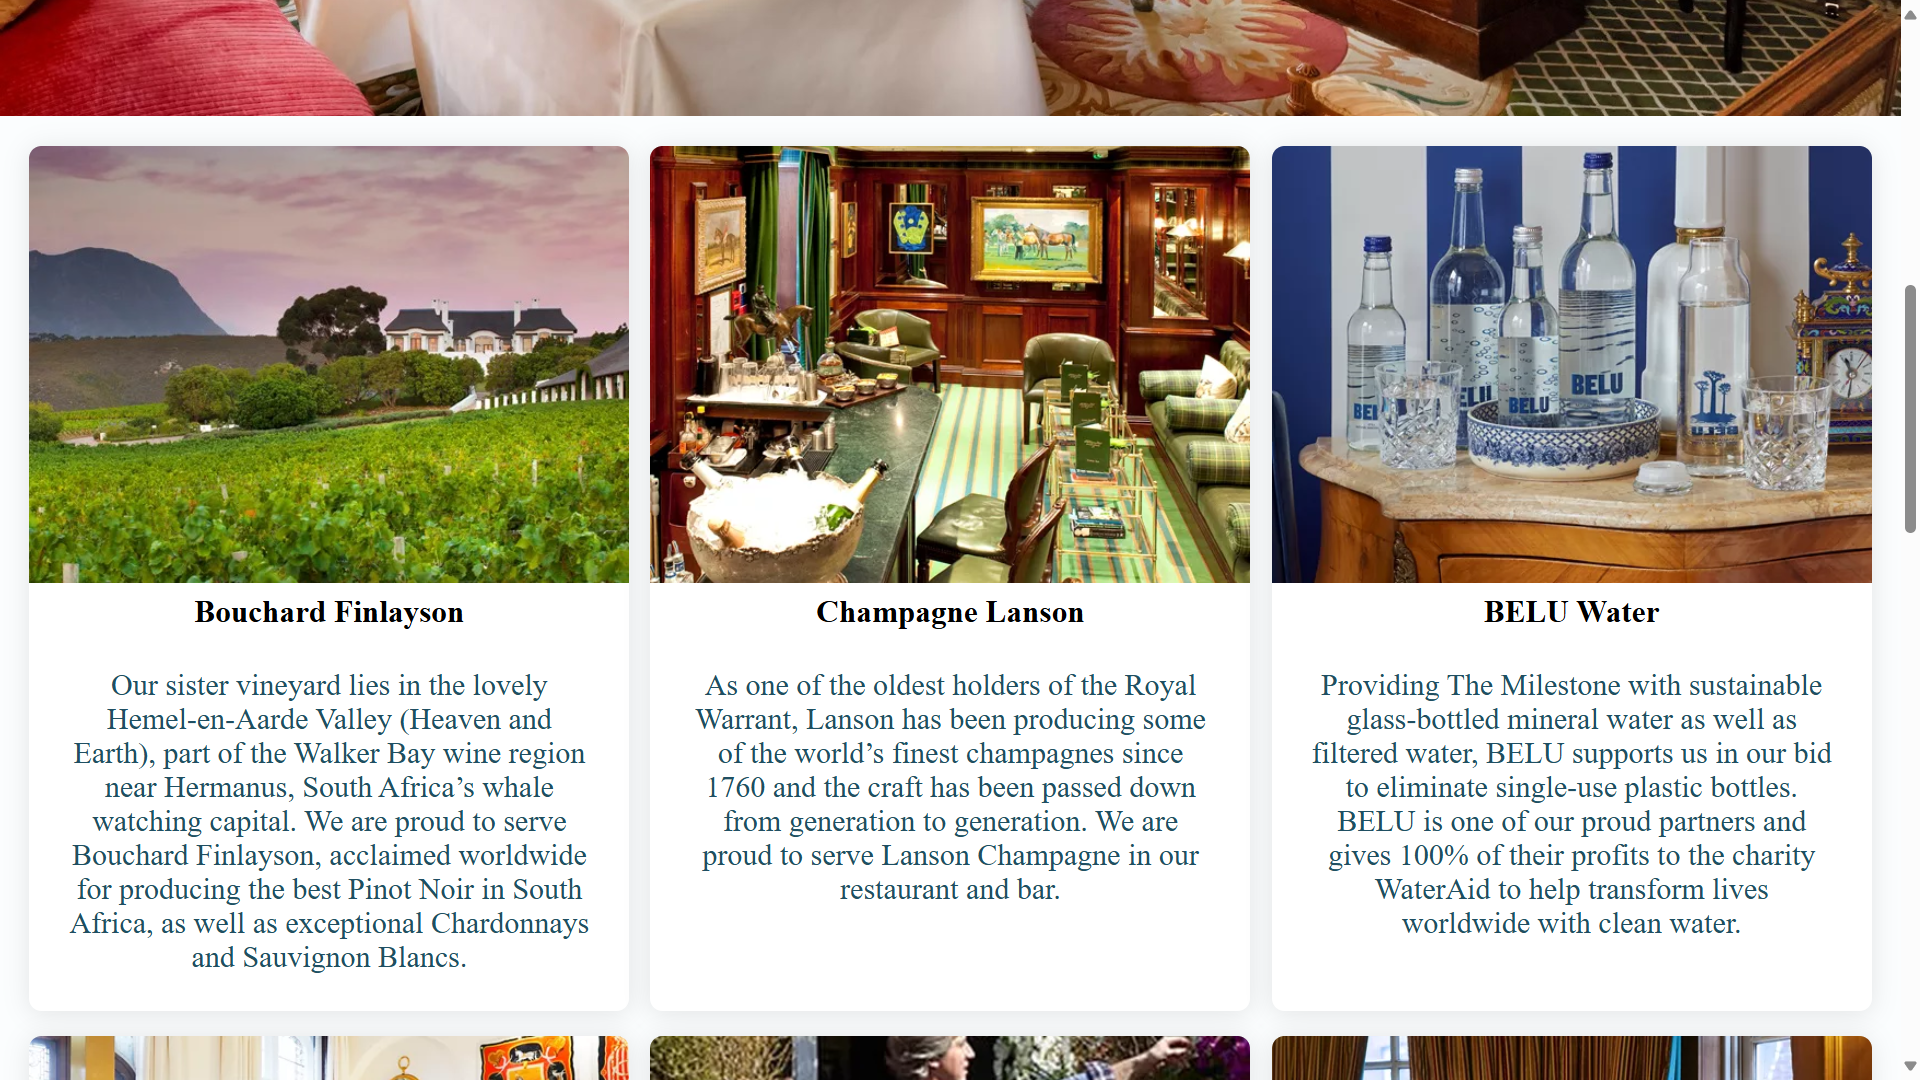 BELU
BELU
BELU
Bouchard Finlayson
Our sister vineyard lies in the lovely
Hemel-en-Aarde Valley (Heaven and
Earth), part of the Walker Bay wine region
near Hermanus, South Africa’s whale
watching capital. We are proud to serve
Bouchard Finlayson, acclaimed worldwide
for producing the best Pinot Noir in South
Africa, as well as exceptional Chardonnays
and Sauvignon Blancs.
Champagne Lanson
As one of the oldest holders of the Royal
Warrant, Lanson has been producing some
of the world’s finest champagnes since
1760 and the craft has been passed down
from generation to generation. We are
proud to serve Lanson Champagne in our
restaurant and bar.
BELU Water
Providing The Milestone with sustainable
glass-bottled mineral water as well as
filtered water, BELU supports us in our bid
to eliminate single-use plastic bottles.
BELU is one of our proud partners and
gives 100% of their profits to the charity
WaterAid to help transform lives
worldwide with clean water.